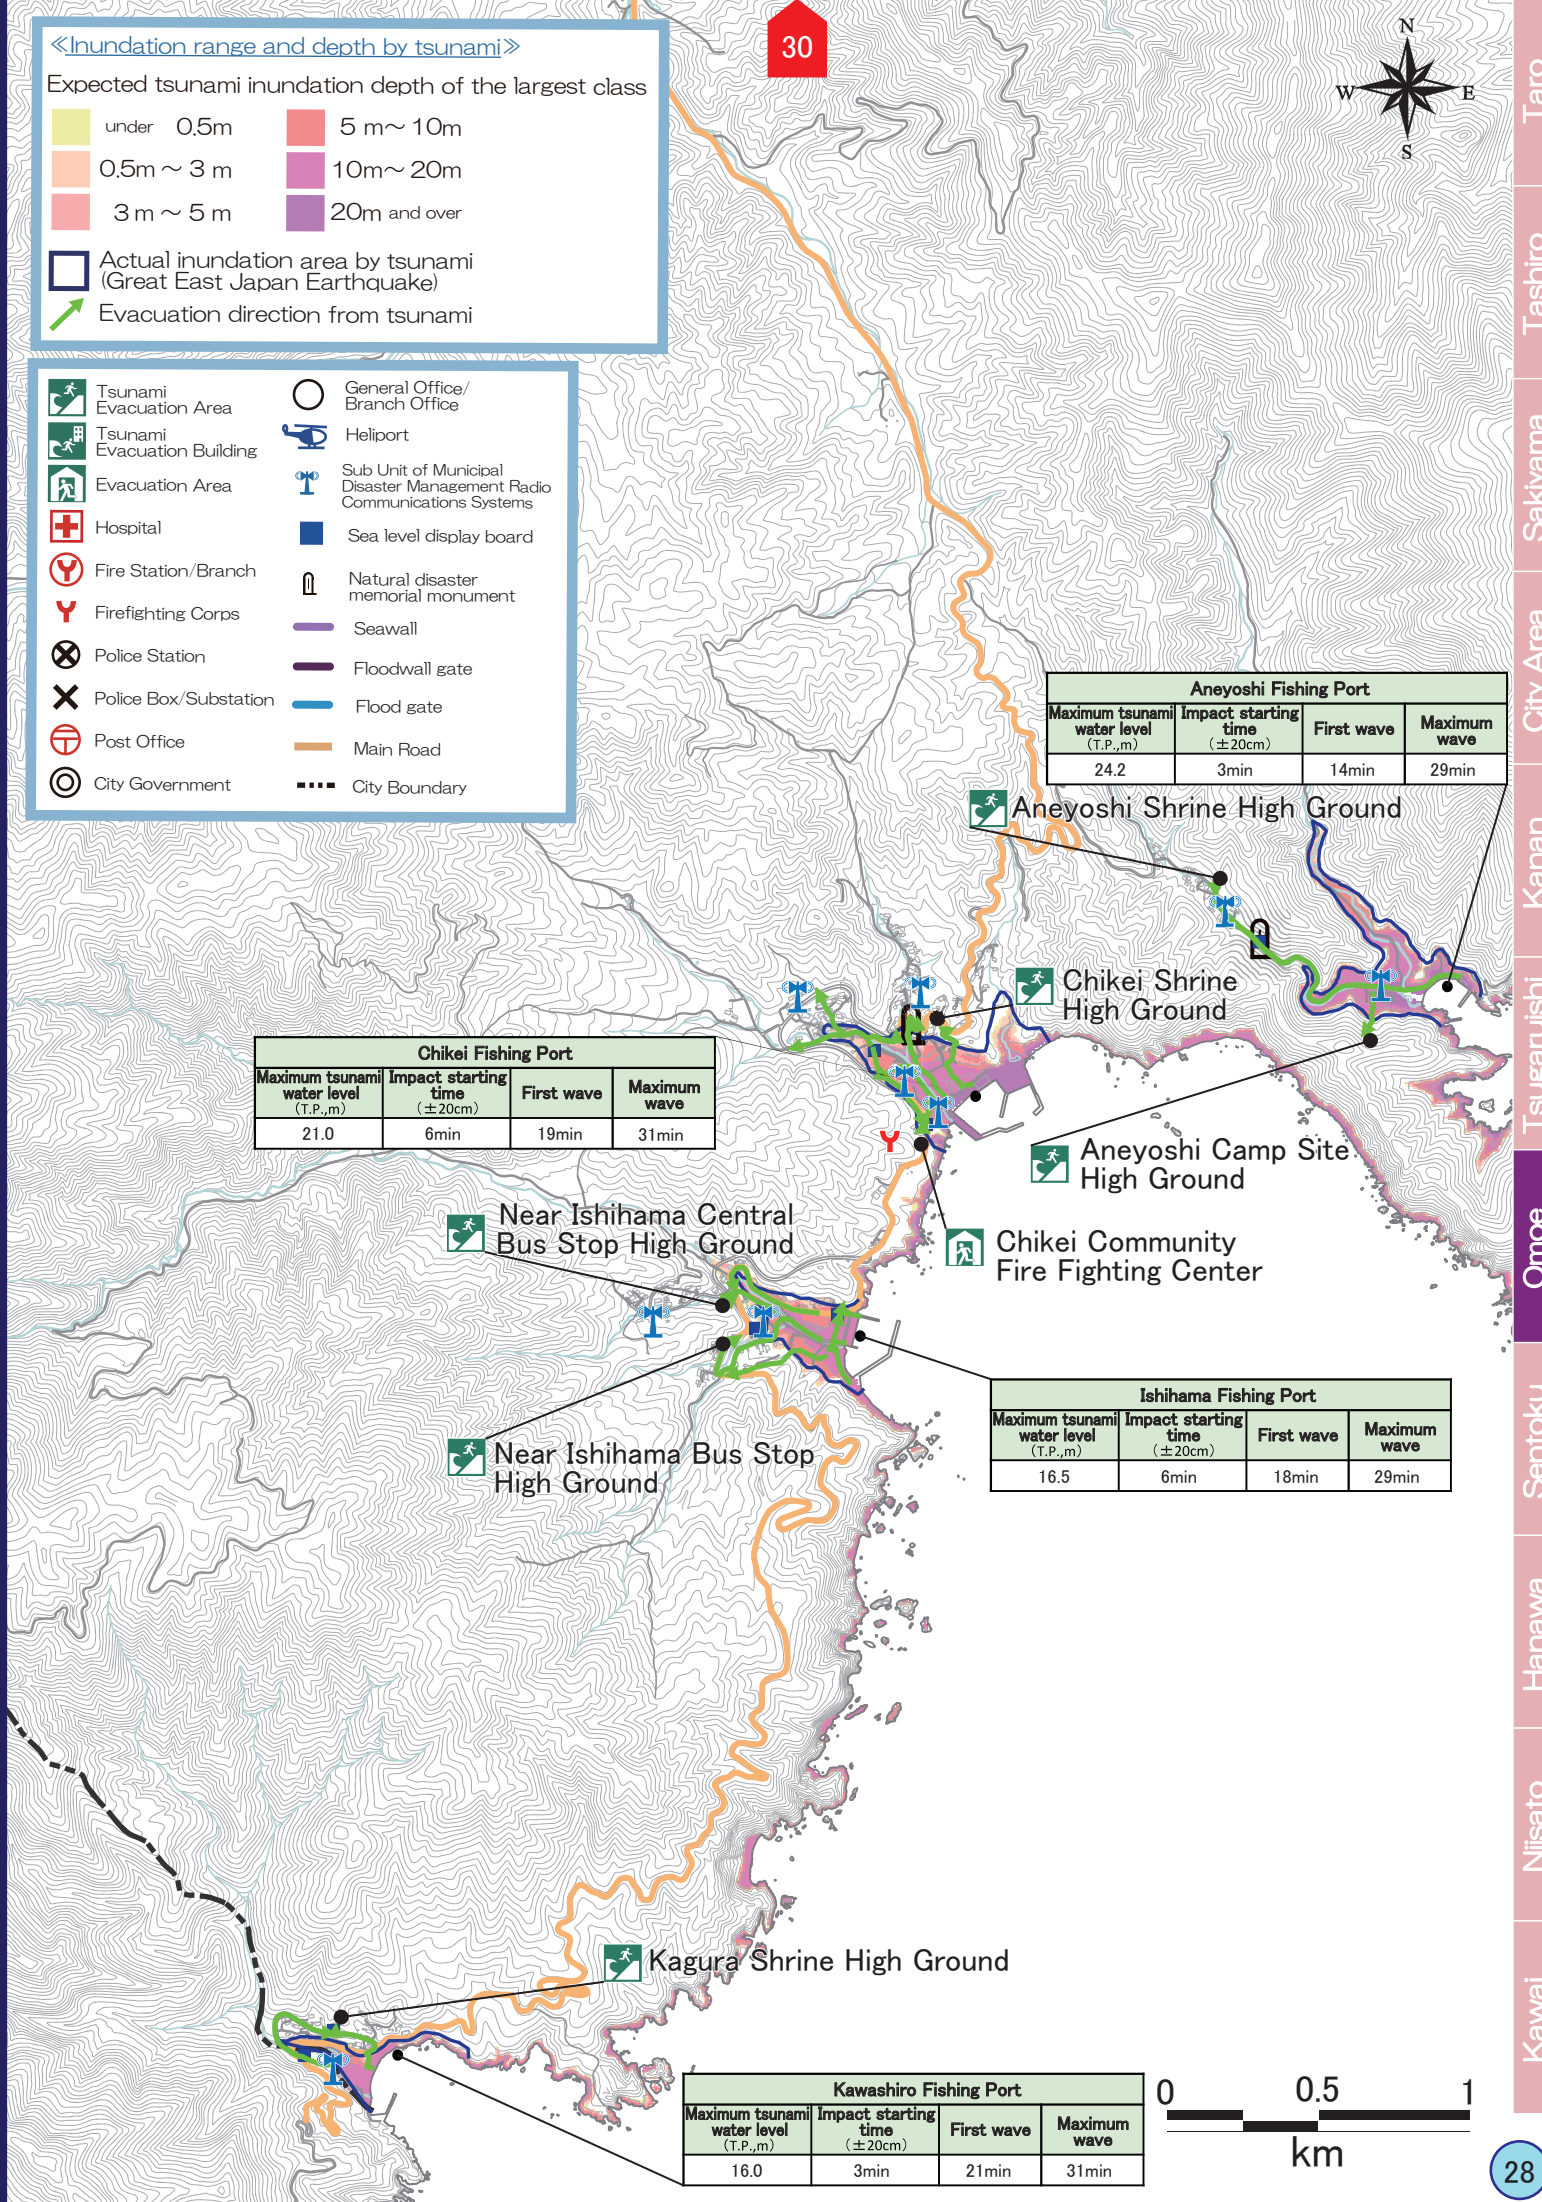 ≪Inundation range and depth by tsunami≫
Expected tsunami inundation depth of the largest class
under 0.5m
0.5m ～ 3 m
3 m ～ 5 m
5 m～ 10m
10m～ 20m
20m and over
Actual inundation area by tsunami
(Great East Japan Earthquake)
Evacuation direction from tsunami
Tsunami
Evacuation Area
Tsunami
Evacuation Building
Evacuation Area
Hospital
Fire Station/Branch
Firefighting Corps
Police Station
Police Box/Substation
Post Office
City Government
General Office/
Branch Office
Heliport
Sub Unit of Municipal
Disaster Management Radio
Communications Systems
Sea level display board
Natural disaster
memorial monument
Seawall
Floodwall gate
Flood gate
Main Road
City Boundary
30
N
W E
S
Aneyoshi Fishing Port
Maximum tsunami water level (T.P.,m) Impact starting time (±20cm) First wave Maximum wave
24.2 3min 14min 29min
Aneyoshi Shrine High Ground
Chikei Shrine
High Ground
Chikei Fishing Port
Maximum tsunami water level (T.P.,m) Impact starting time (±20cm) First wave Maximum wave
21.0 6min 19min 31min
Aneyoshi Camp Site
High Ground
Near Ishihama Central
Bus Stop High Ground
Chikei Community
Fire Fighting Center
Ishihama Fishing Port
Maximum tsunami water level (T.P.,m) Impact starting time (±20cm) First wave Maximum wave
16.5 6min 18min 29min
Near Ishihama Bus Stop
High Ground
Kagura Shrine High Ground
Kawashiro Fishing Port
Maximum tsunami water level (T.P.,m) Impact starting time (±20cm) First wave Maximum wave
16.0 3min 21min 31min
0 0.5 1
km
Taro
Tashiro
Sakiyama
City Area
Kapan
Tsugaruishi
Omoe
Sentoku
Hanawa
Niisato
Kawai
28